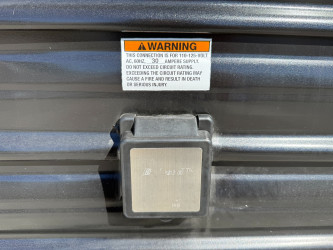 WARNING
THIS CONNECTION IS FOR 110-125-VOLT
AC, 60HZ, 30 AMPERE SUPPLY.
DO NOT EXCEED CIRCUIT RATING.
EXCEEDING THE CIRCUIT RATING MAY
CAUSE A FIRE AND RESULT IN DEATH
OR SERIOUS INJURY.